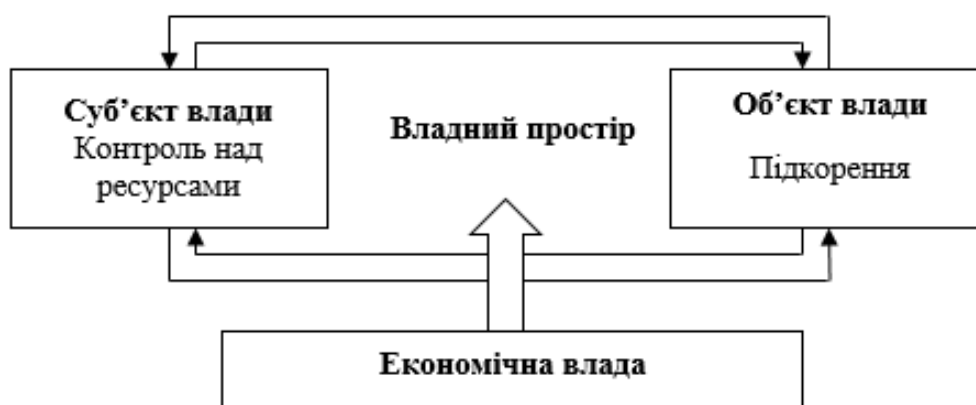 Суб’єкт влади
Контроль над
ресурсами
Владний простір
Об’єкт влади
Підкорення
Економічна влада